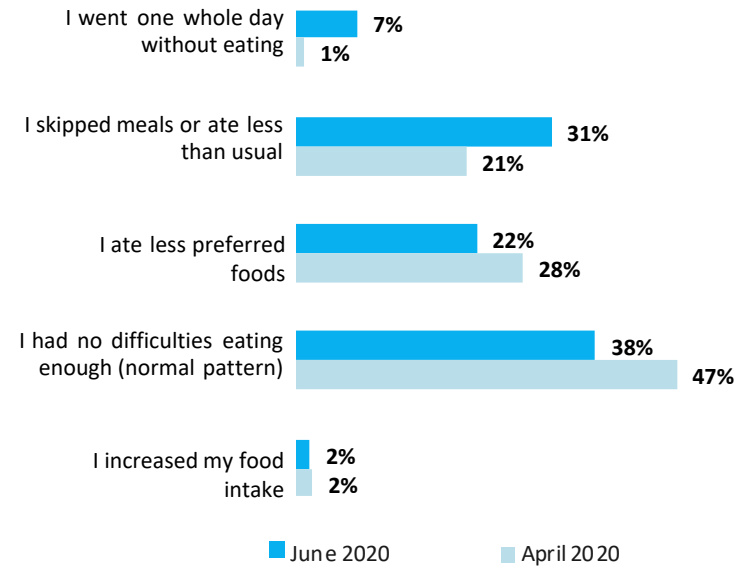 I went one whole day
without eating
7%
1%
I skipped meals or ate less
than usual
31%
21%
I ate less preferred
foods
22%
28%
I had no difficulties eating
enough (normal pattern)
38%
47%
I increased my food
intake
2%
2%
June 2020
April 2020